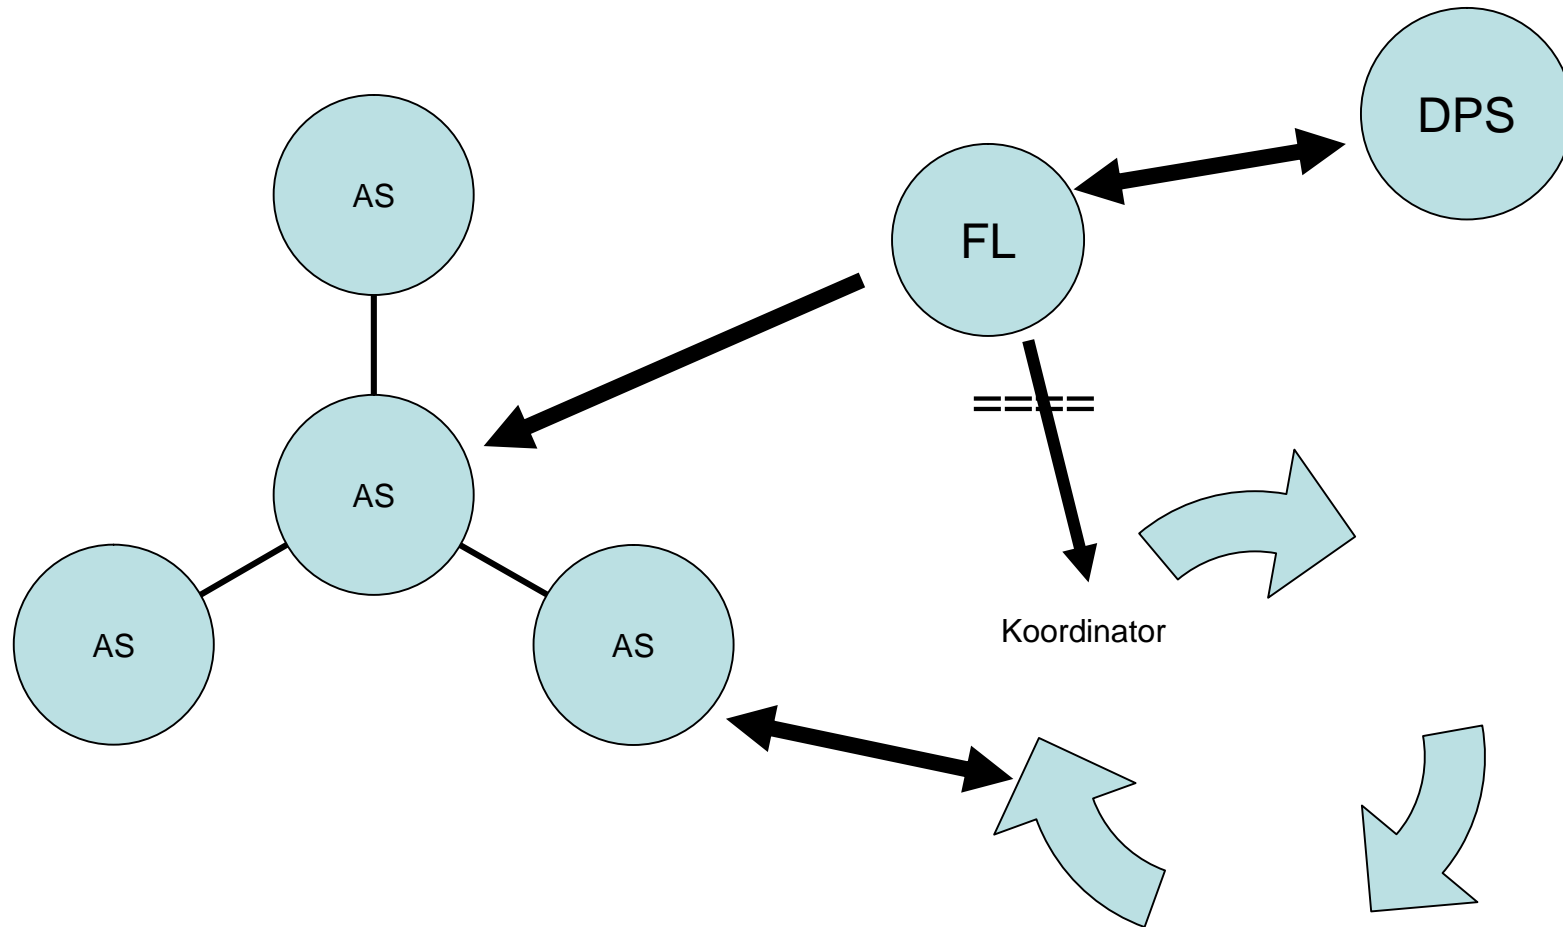 DPS
AS
FL
====
AS
Koordinator
AS
AS